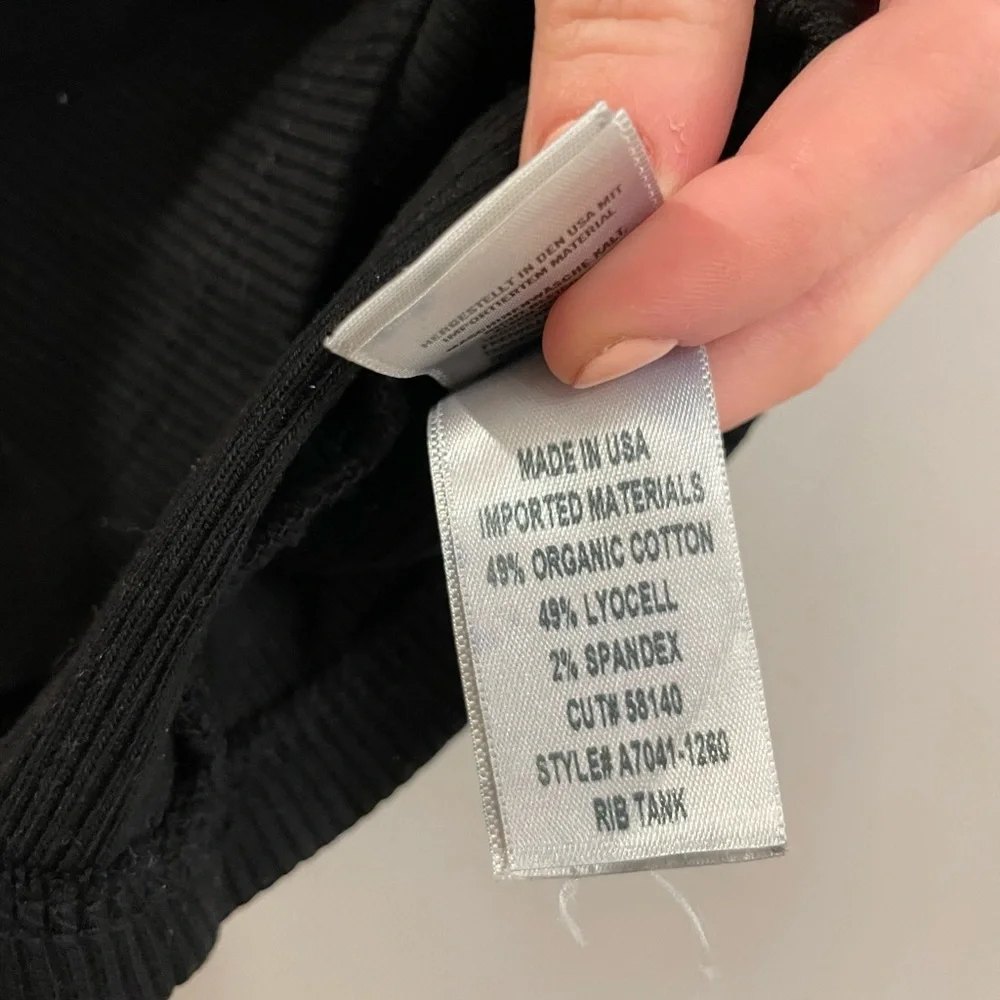 HERGESTELLT IN DEN USA MIT
IMPORTIERTEM MATERIAL
KALT
MADE IN USA
IMPORTED MATERIALS
49% ORGANIC COTTON
49% LYOCELL
2% SPANDEX
CUT# 58140
STYLE# A7041-1260
RIB TANK